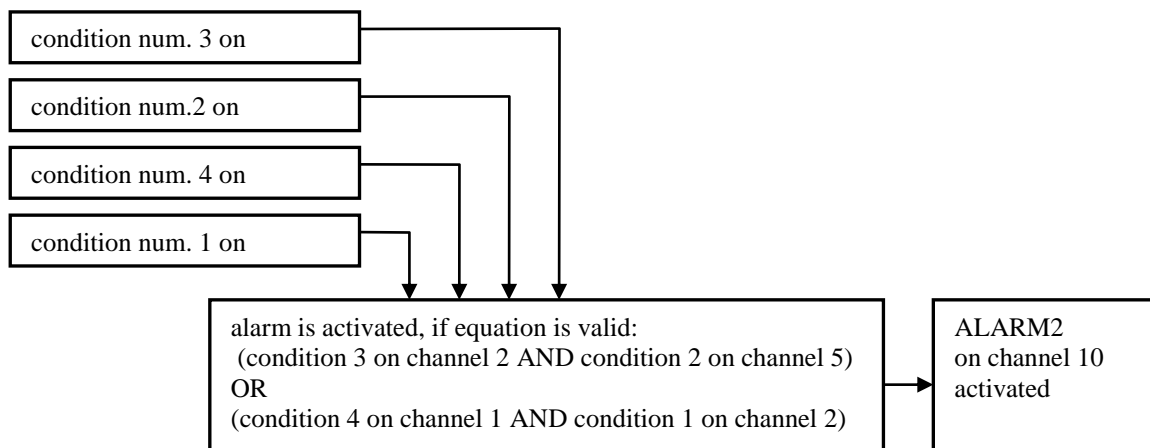 condition num. 3 on
condition num.2 on
condition num. 4 on
condition num. 1 on
alarm is activated, if equation is valid:
(condition 3 on channel 2 AND condition 2 on channel 5)
OR
(condition 4 on channel 1 AND condition 1 on channel 2)
ALARM2
on channel 10
activated